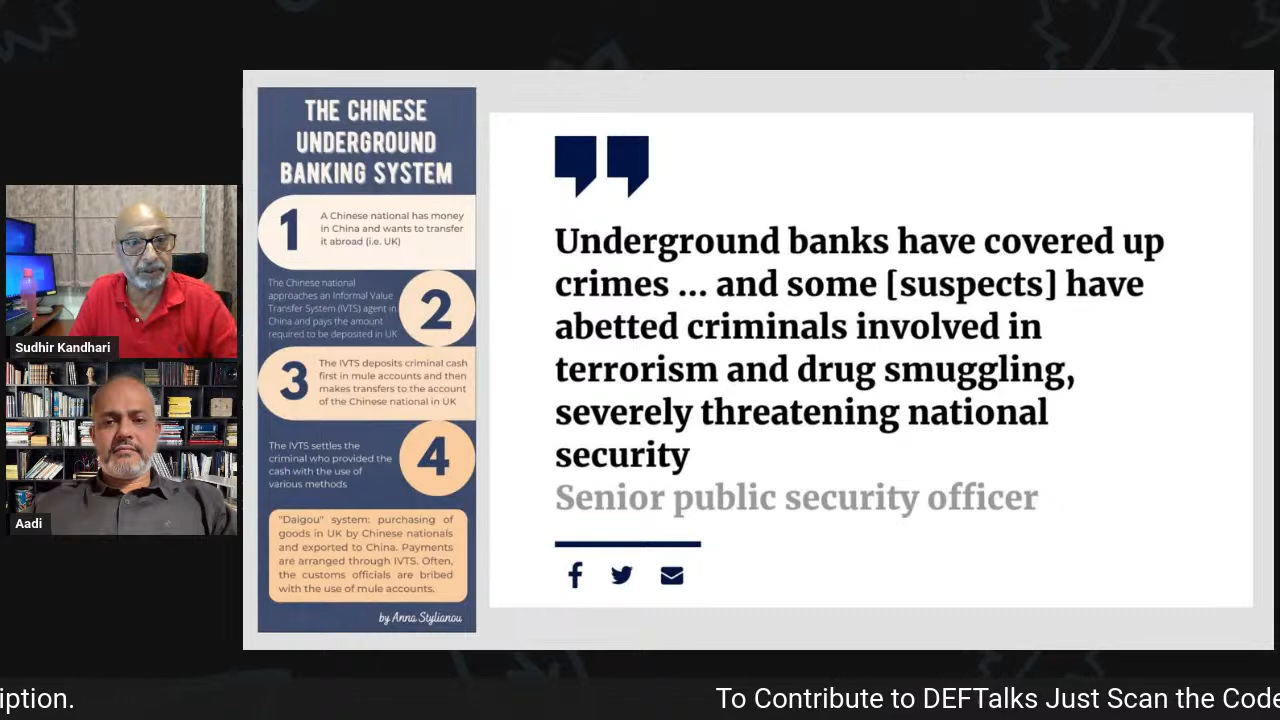 THE CHINESE
UNDERGROUND
BANKING SYSTEM
1
A Chinese national has money
in China and wants to transfer
it abroad (i.e. UK)
The Chinese national
approaches an Informal Value
Transfer System (IVTS) agent in
China and pays the amount
required to be deposited in UK
2
3
The IVTS deposits criminal cash
first in mule accounts and then
makes transfers to the account
of the Chinese national in UK
The IVTS settles the
criminal who provided the
cash with the use of
various methods
4
"Daigou" system: purchasing of
goods in UK by Chinese nationals
and exported to China. Payments
are arranged through IVTS. Often,
the customs officials are bribed
with the use of mule accounts.
by Anna Stylianou
Underground banks have covered up
crimes ... and some [suspects] have
abetted criminals involved in
terrorism and drug smuggling,
severely threatening national
security
Senior public security officer
Sudhir Kandhari
Aadi
iption.
To Contribute to DEFTalks Just Scan the Code